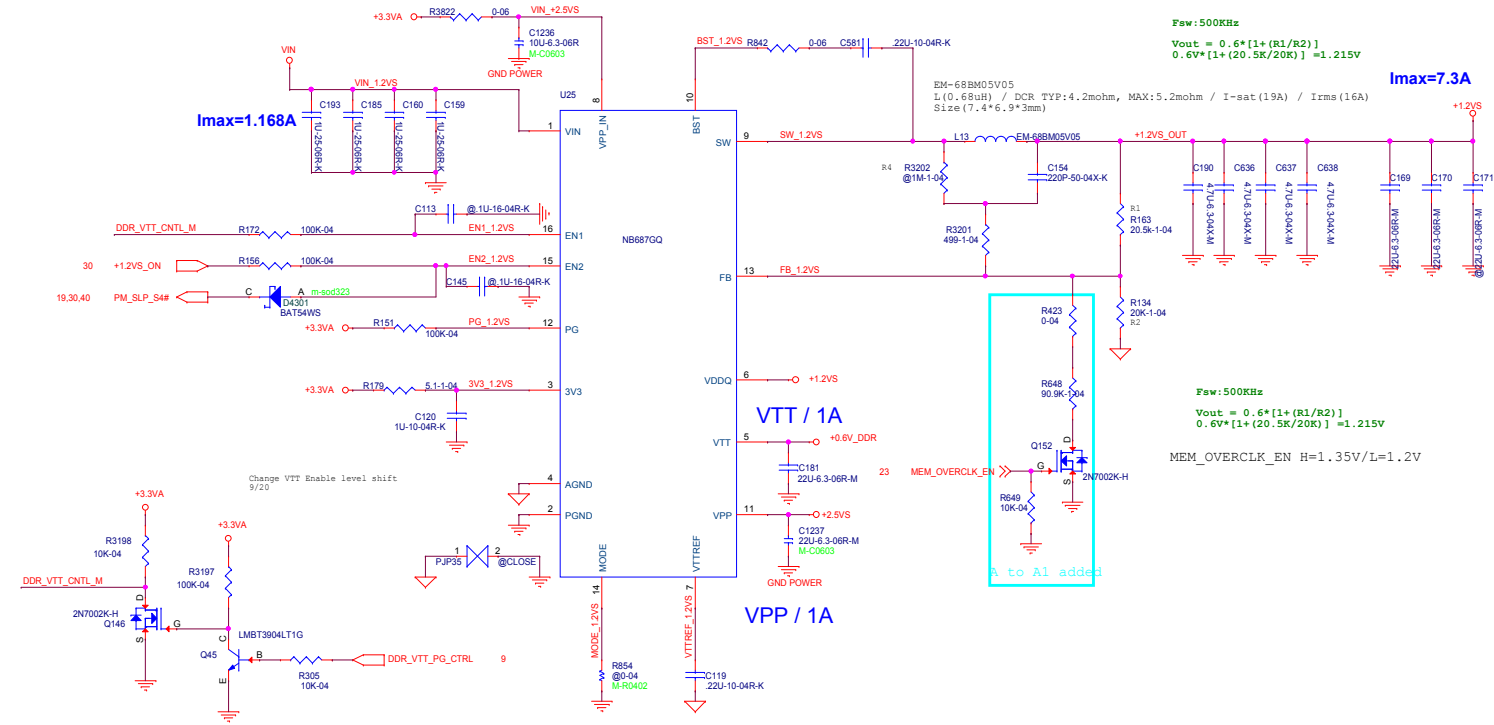 +3.3VA
R3822
0-06
VIN_+2.5VS
C1236
10U-6.3-06R
M-C0603
GND POWER
VIN
VIN_1.2VS
C193
C185
C160
C159
1U-25-06R-K
1U-25-06R-K
1U-25-06R-K
1U-25-06R-K
Imax=1.168A
U25
NB687GQ
8
VPP_IN
10
BST
1
VIN
16
EN1
15
EN2
12
PG
3
3V3
4
AGND
2
PGND
14
MODE
7
VTTREF
9
SW
13
FB
6
VDDQ
5
VTT
11
VPP
BST_1.2VS
R842
0-06
C581
.22U-10-04R-K
Fsw:500KHz
Vout = 0.6*[1+(R1/R2)]
0.6V*[1+(20.5K/20K)] =1.215V
EM-68BM05V05
L(0.68uH) / DCR TYP:4.2mohm, MAX:5.2mohm / I-sat(19A) / Irms(16A)
Size(7.4*6.9*3mm)
Imax=7.3A
+1.2VS
SW_1.2VS
L13
EM-68BM05V05
+1.2VS_OUT
R4
R3202
@1M-1-04
C154
220P-50-04X-K
R3201
499-1-04
R1
R163
20.5k-1-04
C190
C636
C637
C638
4.7U-6.3-04X-M
4.7U-6.3-04X-M
4.7U-6.3-04X-M
4.7U-6.3-04X-M
C169
C170
C171
22U-6.3-06R-M
22U-6.3-06R-M
@22U-6.3-06R-M
C113
@.1U-16-04R-K
DDR_VTT_CNTL_M
R172
100K-04
EN1_1.2VS
30
+1.2VS_ON
R156
100K-04
EN2_1.2VS
C145
@.1U-16-04R-K
19,30,40
PM_SLP_S4#
C
A
m-sod323
D4301
BAT54WS
+3.3VA
R151
100K-04
PG_1.2VS
+3.3VA
R179
5.1-1-04
3V3_1.2VS
C120
1U-10-04R-K
FB_1.2VS
R134
20K-1-04
R2
R423
0-04
R648
90.9K-1-04
Q152
D
G
S
2N7002K-H
23
MEM_OVERCLK_EN
R649
10K-04
A to A1 added
Fsw:500KHz
Vout = 0.6*[1+(R1/R2)]
0.6V*[1+(20.5K/20K)] =1.215V
MEM_OVERCLK_EN H=1.35V/L=1.2V
+1.2VS
VTT / 1A
+0.6V_DDR
C181
22U-6.3-06R-M
+2.5VS
C1237
22U-6.3-06R-M
M-C0603
GND POWER
VPP / 1A
Change VTT Enable level shift
9/20
+3.3VA
R3198
10K-04
+3.3VA
R3197
100K-04
DDR_VTT_CNTL_M
2N7002K-H
Q146
D
S
G
LMBT3904LT1G
Q45
C
B
E
R305
10K-04
DDR_VTT_PG_CTRL
9
1
2
PJP35
@CLOSE
MODE_1.2VS
R854
@0-04
M-R0402
VTTREF_1.2VS
C119
.22U-10-04R-K